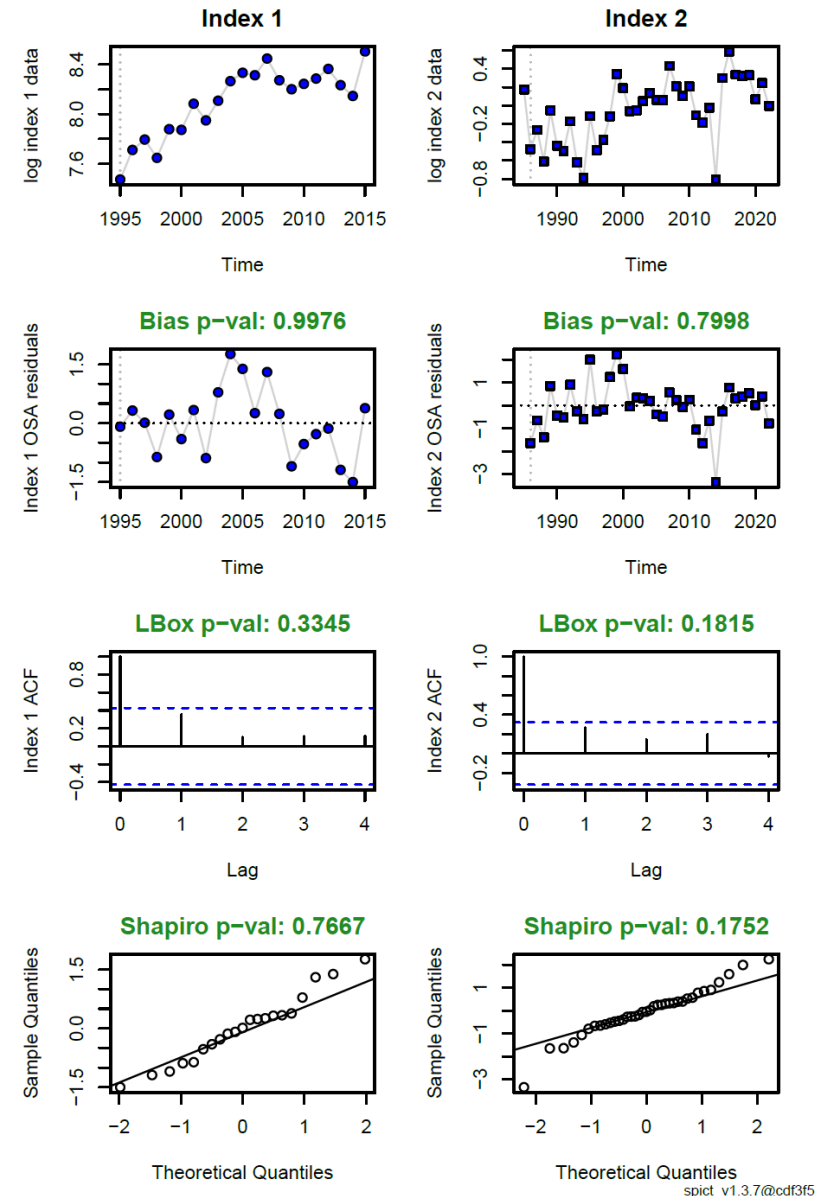 Index 1
Index 2
log index 1 data
7.6 8.0 8.4
1995 2000 2005 2010 2015
Time
log index 2 data
−0.8 −0.2 0.4
1990 2000 2010 2020
Time
Bias p−val: 0.9976
Index 1 OSA residuals
−1.5 0.0 1.5
1995 2000 2005 2010 2015
Time
Bias p−val: 0.7998
Index 2 OSA residuals
−3 −1 1
1990 2000 2010 2020
Time
LBox p−val: 0.3345
Index 1 ACF
−0.4 0.2 0.8
0 1 2 3 4
Lag
LBox p−val: 0.1815
Index 2 ACF
−0.2 0.4 1.0
0 1 2 3 4
Lag
Shapiro p−val: 0.7667
Sample Quantiles
−1.5 0.0 1.5
−2 −1 0 1 2
Theoretical Quantiles
Shapiro p−val: 0.1752
Sample Quantiles
−3 −1 1
−2 −1 0 1 2
Theoretical Quantiles
spict_v1.3.7@cdf3f5